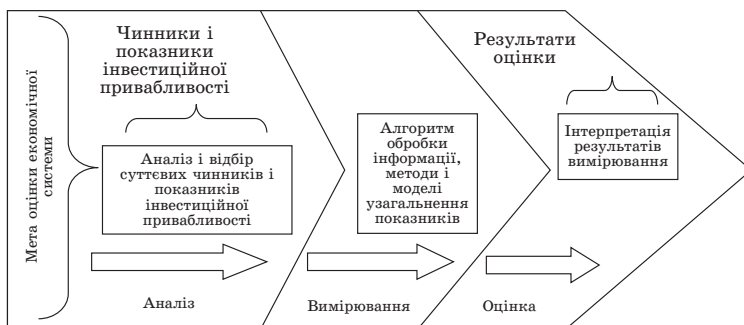 Мета оцінки економічної
системи
Чинники і
показники
інвестиційної
привабливості
Аналіз і відбір
суттєвих чинників і
показників
інвестиційної
привабливості
Аналіз
Алгоритм
обробки
інформації,
методи і
моделі
узагальнення
показників
Вимірювання
Результати
оцінки
Інтерпретація
результатів
вимірювання
Оцінка